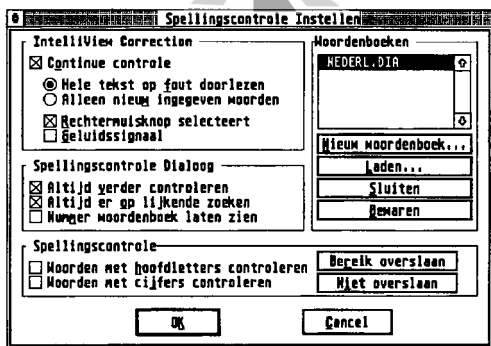 Spellingscontrole Instellen
IntelliView Correction
Continue controle
Hele tekst op fout doorlezen
Alleen nieuw ingegeven woorden
Rechtermuisknop selecteert
Geluidssignaal
Spellingscontrole Dialoog
Altijd verder controleren
Altijd er op lijkende zoeken
Nummer woordenboek laten zien
Spellingscontrole
Woorden met hoofdletters controleren
Woorden met cijfers controleren
Woordenboeken
NEDERL.DIA
Nieuw woordenboek...
Laden...
Sluiten
Bewaren
Bereik overslaan
Niet overslaan
OK
Cancel